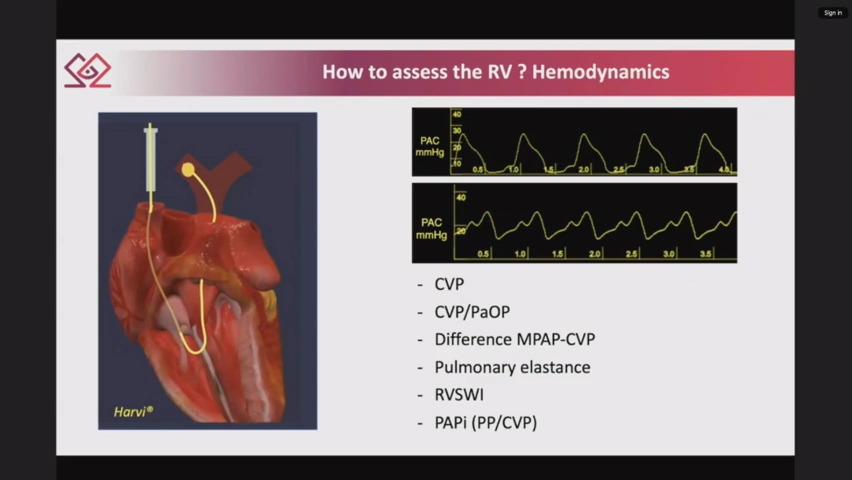 Sign in
How to assess the RV ? Hemodynamics
40
30
20
10
PAC
mmHg
0.5 1.0 1.5 2.0 2.5 3.0 3.5 4.0
40
20
PAC
mmHg
0.5 1.0 1.5 2.0 2.5 3.0 3.5
- CVP
- CVP/PaOP
- Difference MPAP-CVP
- Pulmonary elastance
- RVSWI
- PAPi (PP/CVP)
Harvi®